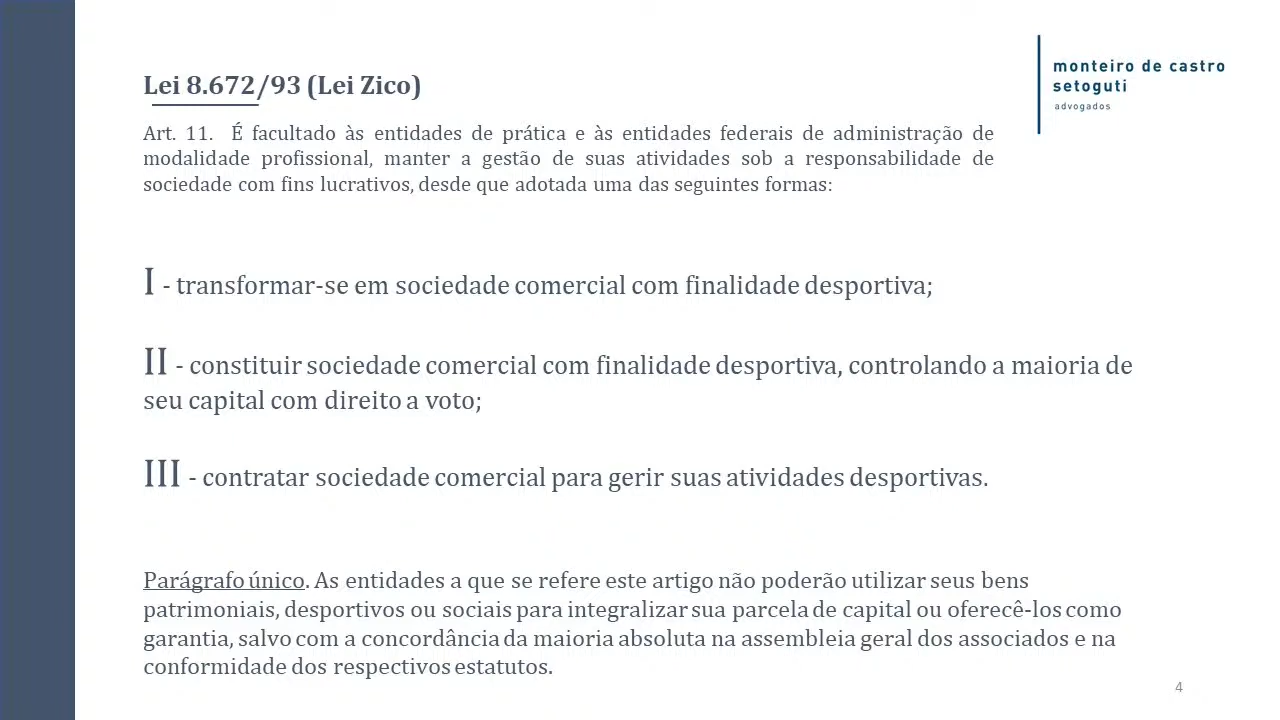 Lei 8.672/93 (Lei Zico)
monteiro de castro
setoguti
advogados
Art. 11. É facultado às entidades de prática e às entidades federais de administração de
modalidade profissional, manter a gestão de suas atividades sob a responsabilidade de
sociedade com fins lucrativos, desde que adotada uma das seguintes formas:
I - transformar-se em sociedade comercial com finalidade desportiva;
II - constituir sociedade comercial com finalidade desportiva, controlando a maioria de
seu capital com direito a voto;
III - contratar sociedade comercial para gerir suas atividades desportivas.
Parágrafo único. As entidades a que se refere este artigo não poderão utilizar seus bens
patrimoniais, desportivos ou sociais para integralizar sua parcela de capital ou oferecê-los como
garantia, salvo com a concordância da maioria absoluta na assembleia geral dos associados e na
conformidade dos respectivos estatutos.
4